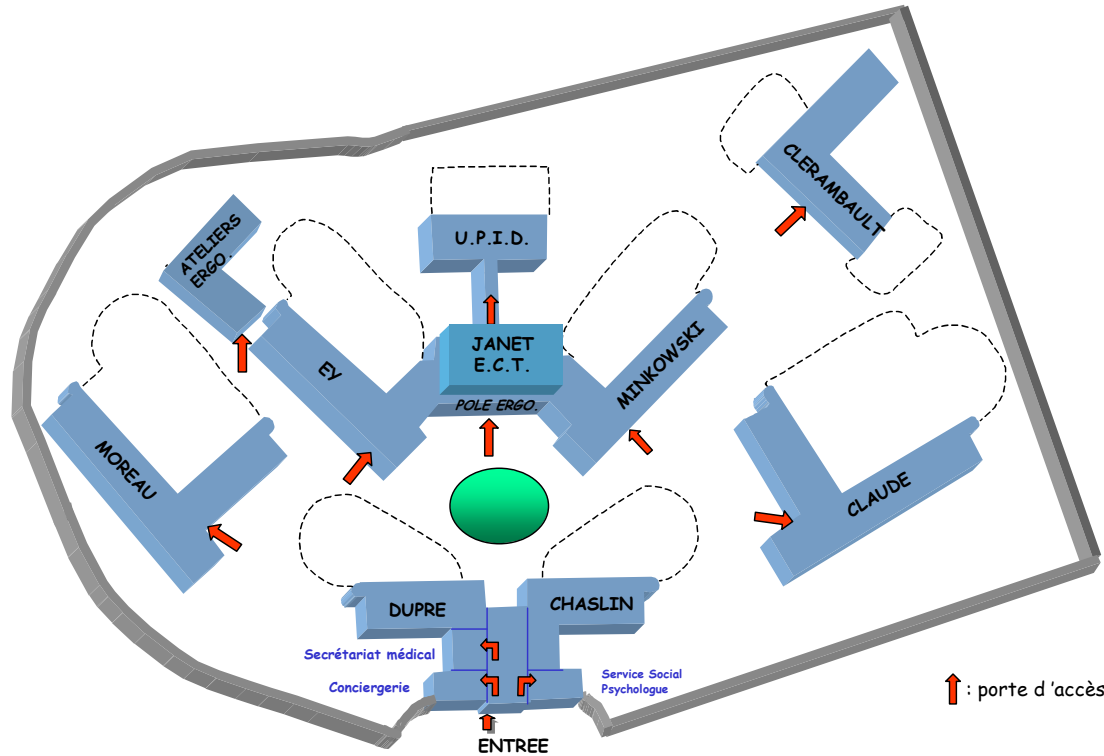 CLERAMBAULT
U.P.I.D.
ATELIERS
ERGO.
JANET
E.C.T.
EY
MINKOWSKI
POLE ERGO.
MOREAU
CLAUDE
DUPRE
CHASLIN
Secrétariat médical
Conciergerie
Service Social
Psychologue
: porte d 'accès
ENTREE